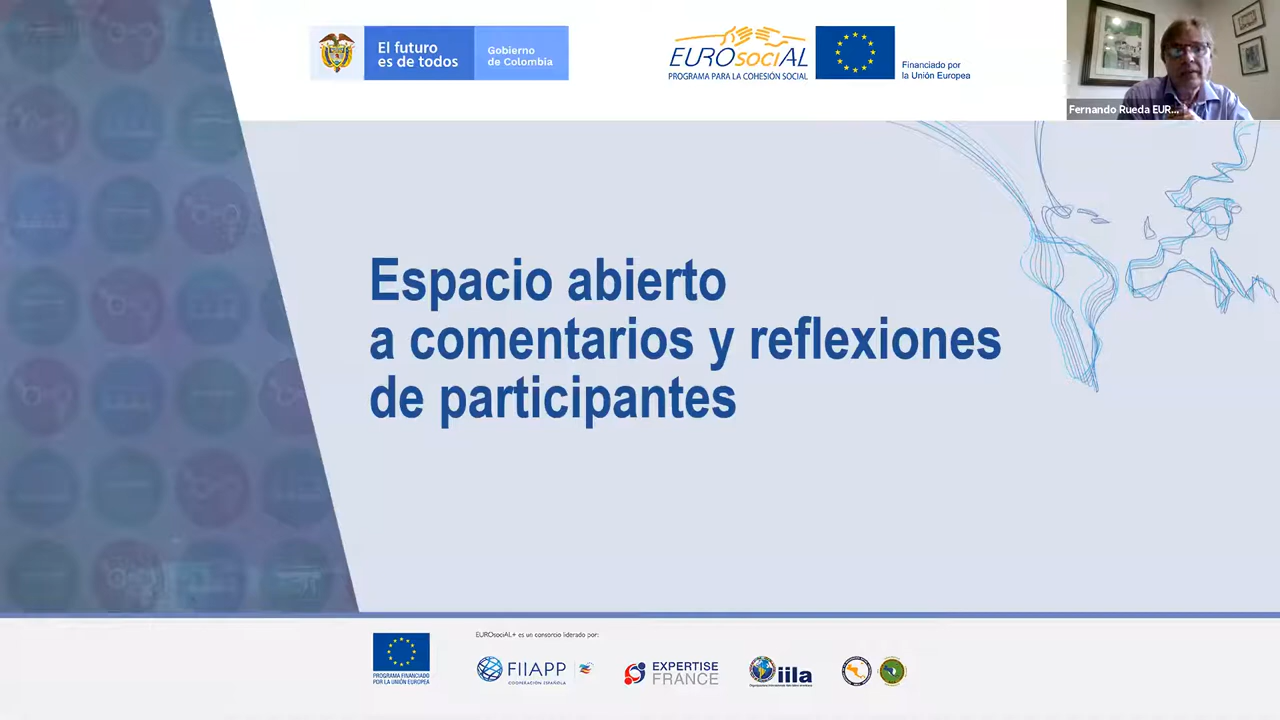 El futuro
es de todos
Gobierno
de Colombia
EUROsociAL
PROGRAMA PARA LA COHESIÓN SOCIAL
Financiado por
la Unión Europea
Fernando Rueda EUR...
Espacio abierto
a comentarios y reflexiones
de participantes
PROGRAMA FINANCIADO
POR LA UNIÓN EUROPEA
EUROsociAL+ es un consorcio liderado por:
FIIAPP
COOPERACIÓN ESPAÑOLA
EXPERTISE
FRANCE
iila